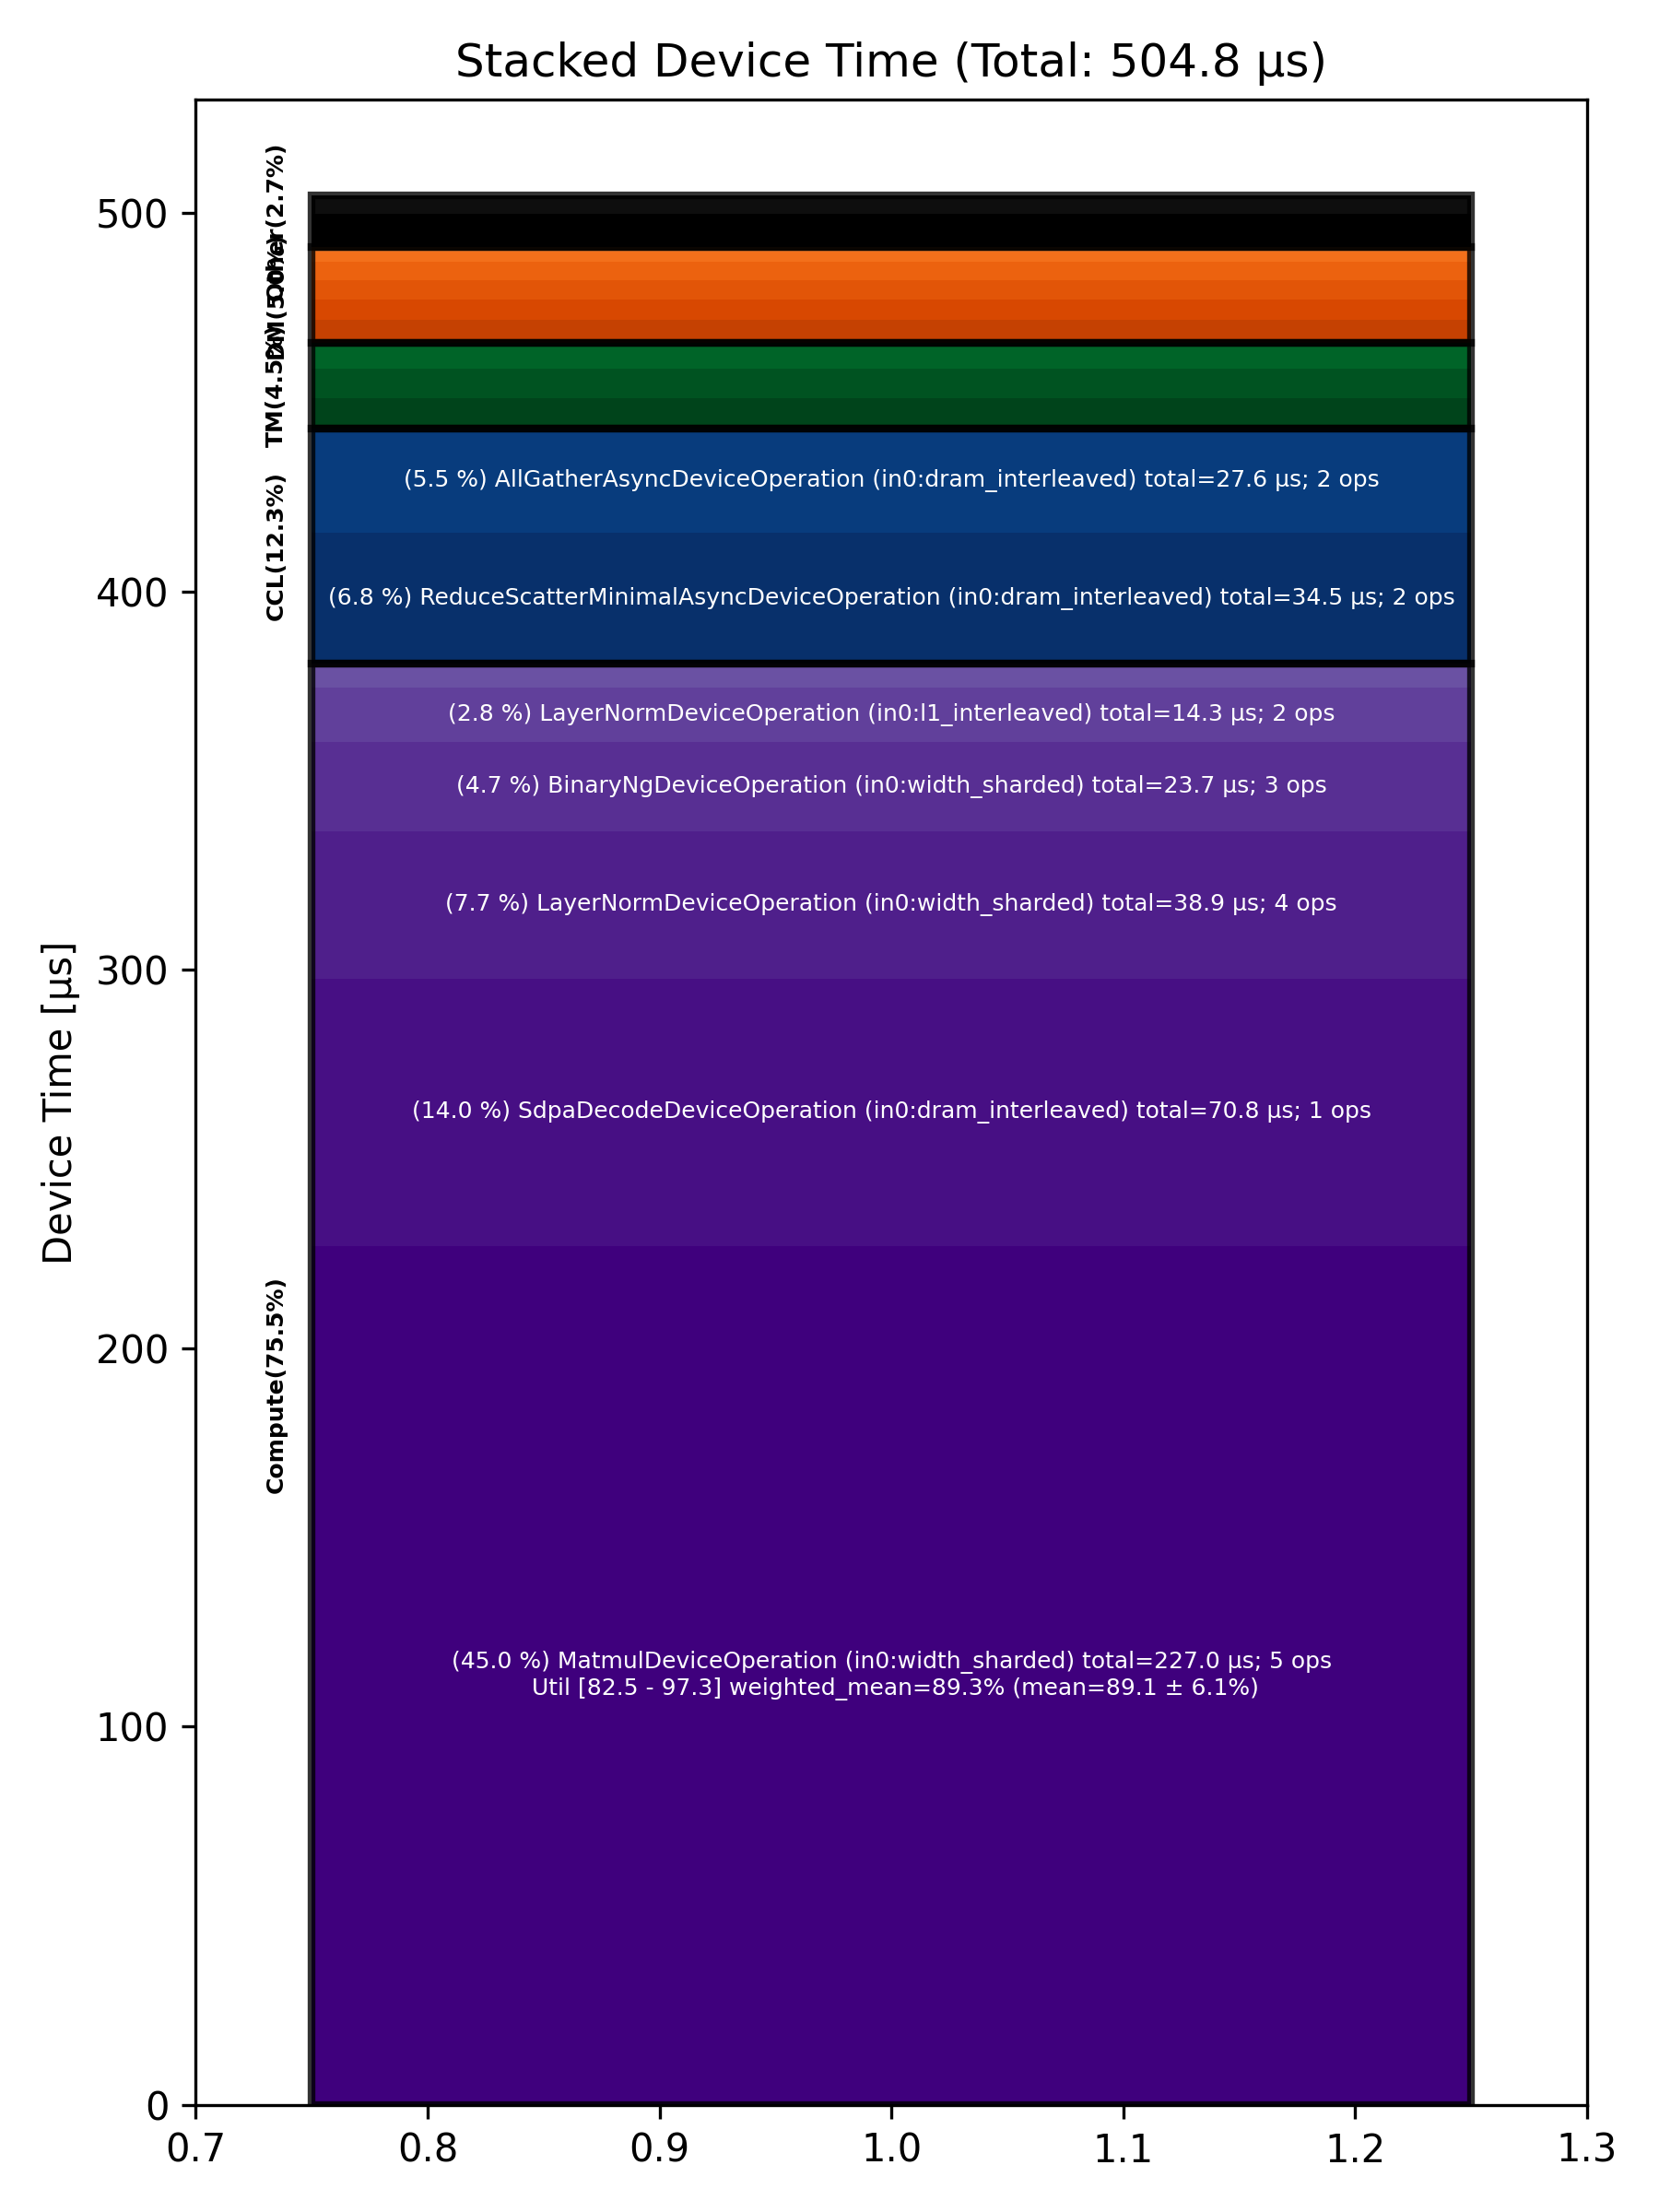 Stacked Device Time (Total: 504.8 µs)
Device Time [µs]
500
400
300
200
100
0
0.7
0.8
0.9
1.0
1.1
1.2
1.3
Other(2.7%)
DM(5.0%)
TM(4.5%)
CCL(12.3%)
Compute(75.5%)
(5.5 %) AllGatherAsyncDeviceOperation (in0:dram_interleaved) total=27.6 µs; 2 ops
(6.8 %) ReduceScatterMinimalAsyncDeviceOperation (in0:dram_interleaved) total=34.5 µs; 2 ops
(2.8 %) LayerNormDeviceOperation (in0:l1_interleaved) total=14.3 µs; 2 ops
(4.7 %) BinaryNgDeviceOperation (in0:width_sharded) total=23.7 µs; 3 ops
(7.7 %) LayerNormDeviceOperation (in0:width_sharded) total=38.9 µs; 4 ops
(14.0 %) SdpaDecodeDeviceOperation (in0:dram_interleaved) total=70.8 µs; 1 ops
(45.0 %) MatmulDeviceOperation (in0:width_sharded) total=227.0 µs; 5 ops
Util [82.5 - 97.3] weighted_mean=89.3% (mean=89.1 ± 6.1%)